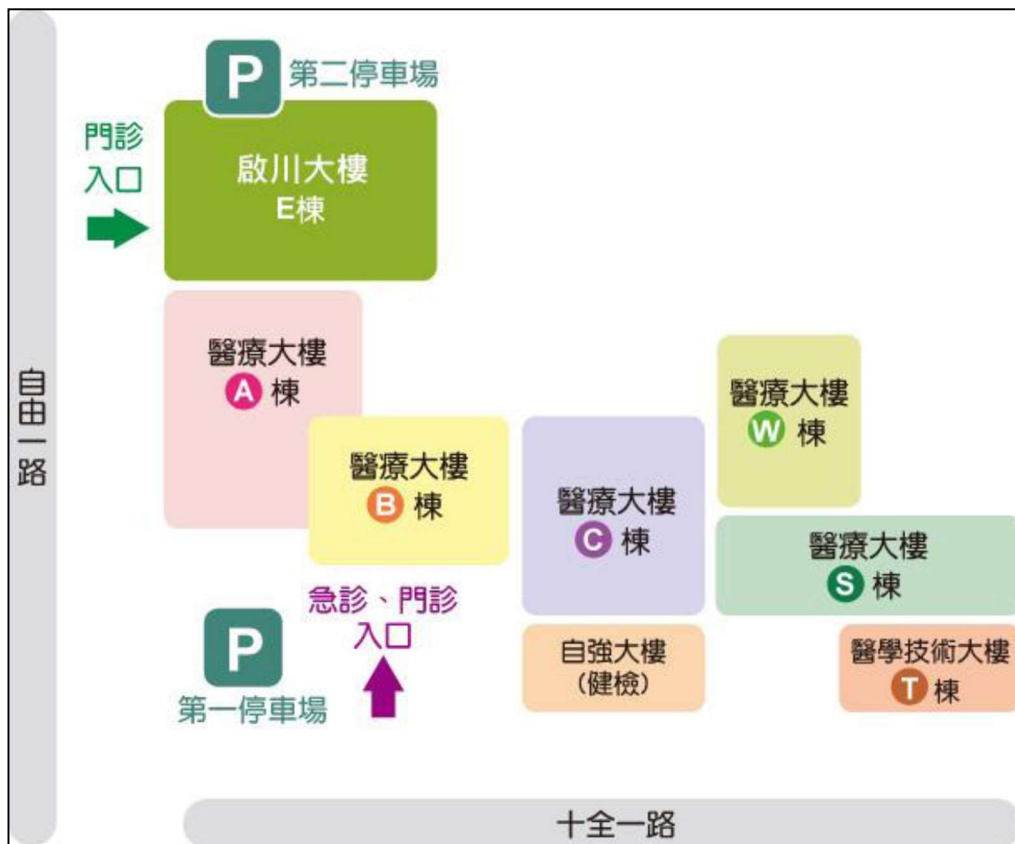 P 第二停車場
門診
入口
啟川大樓
E棟
自由一路
醫療大樓
A 棟
醫療大樓
B 棟
醫療大樓
C 棟
醫療大樓
W 棟
醫療大樓
S 棟
急診、門診
入口
P
第一停車場
自強大樓
(健檢)
醫學技術大樓
T 棟
十全一路